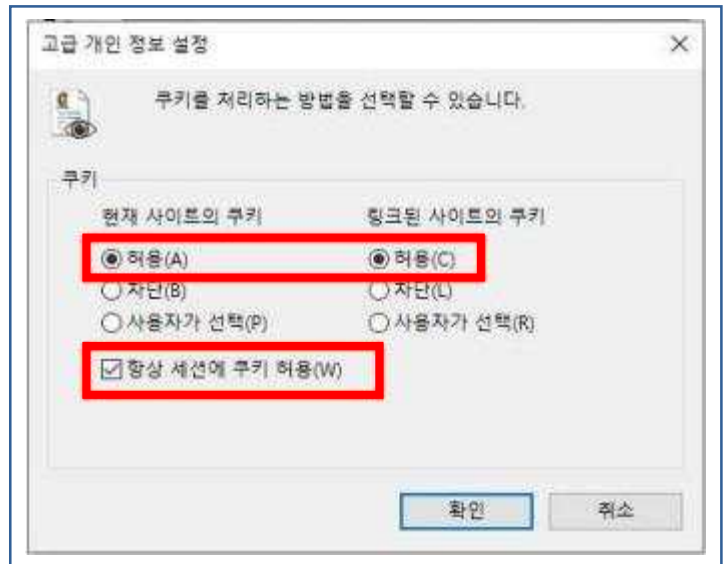 고급 개인 정보 설정
쿠키를 처리하는 방법을 선택할 수 있습니다.
쿠키
현재 사이트의 쿠키 링크된 사이트의 쿠키
허용(A) 허용(C)
차단(B) 차단(L)
사용자가 선택(P) 사용자가 선택(R)
항상 세션에 쿠키 허용(W)
확인 취소